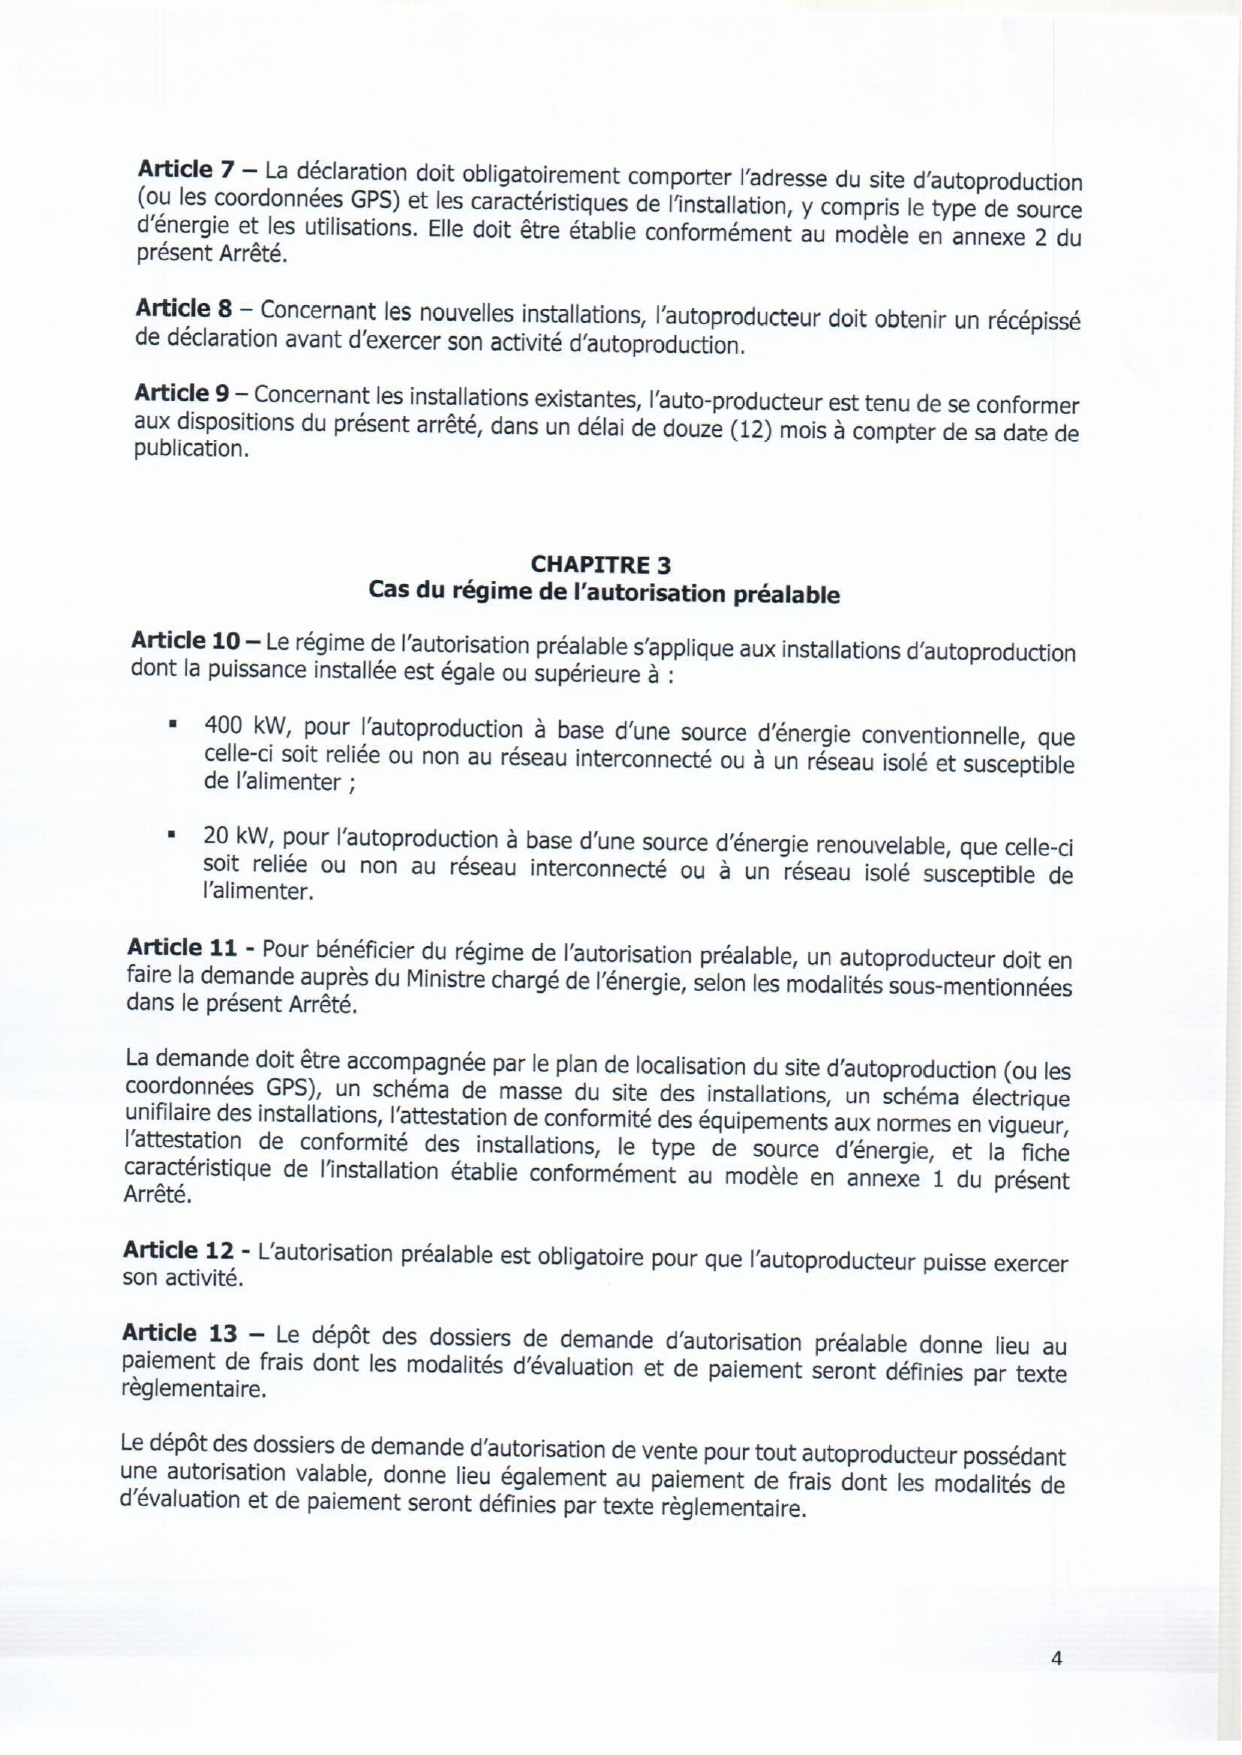 Article 7 – La déclaration doit obligatoirement comporter l'adresse du site d'autoproduction
(ou les coordonnées GPS) et les caractéristiques de l'installation, y compris le type de source
d'énergie et les utilisations. Elle doit être établie conformément au modèle en annexe 2 du
présent Arrêté.
Article 8 – Concernant les nouvelles installations, l'autoproducteur doit obtenir un récépissé
de déclaration avant d'exercer son activité d'autoproduction.
Article 9 – Concernant les installations existantes, l'auto-producteur est tenu de se conformer
aux dispositions du présent arrêté, dans un délai de douze (12) mois à compter de sa date de
publication.
CHAPITRE 3
Cas du régime de l'autorisation préalable
Article 10 – Le régime de l'autorisation préalable s'applique aux installations d'autoproduction
dont la puissance installée est égale ou supérieure à :
▪ 400 kW, pour l'autoproduction à base d'une source d'énergie conventionnelle, que
celle-ci soit reliée ou non au réseau interconnecté ou à un réseau isolé et susceptible
de l'alimenter ;
▪ 20 kW, pour l'autoproduction à base d'une source d'énergie renouvelable, que celle-ci
soit reliée ou non au réseau interconnecté ou à un réseau isolé susceptible de
l'alimenter.
Article 11 - Pour bénéficier du régime de l'autorisation préalable, un autoproducteur doit en
faire la demande auprès du Ministre chargé de l'énergie, selon les modalités sous-mentionnées
dans le présent Arrêté.
La demande doit être accompagnée par le plan de localisation du site d'autoproduction (ou les
coordonnées GPS), un schéma de masse du site des installations, un schéma électrique
unifilaire des installations, l'attestation de conformité des équipements aux normes en vigueur,
l'attestation de conformité des installations, le type de source d'énergie, et la fiche
caractéristique de l'installation établie conformément au modèle en annexe 1 du présent
Arrêté.
Article 12 - L'autorisation préalable est obligatoire pour que l'autoproducteur puisse exercer
son activité.
Article 13 – Le dépôt des dossiers de demande d'autorisation préalable donne lieu au
paiement de frais dont les modalités d'évaluation et de paiement seront définies par texte
règlementaire.
Le dépôt des dossiers de demande d'autorisation de vente pour tout autoproducteur possédant
une autorisation valable, donne lieu également au paiement de frais dont les modalités de
d'évaluation et de paiement seront définies par texte règlementaire.
4